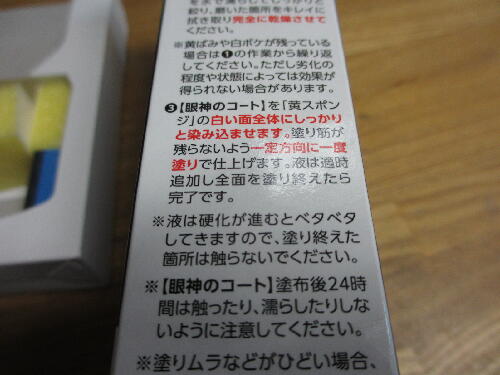 を水で濡らしてしっかりと
絞り、磨いた箇所をキレイに
拭き取り完全に乾燥させて
ください。
※黄ばみや白ボケが残っている
場合は❶の作業から繰り返
してください。ただし劣化の
程度や状態によっては効果が
得られない場合があります。
❸【眼神のコート】を「黄スポン
ジ」の白い面全体にしっかり
と染み込ませます。塗り筋が
残らないよう一定方向に一度
塗りで仕上げます。液は適時
追加し全面を塗り終えたら
完了です。
※液は硬化が進むとベタベタ
してきますので、塗り終えた
箇所は触らないでください。
※【眼神のコート】塗布後24時
間は触ったり、濡らしたりしな
いように注意してください。
※塗りムラなどがひどい場合、